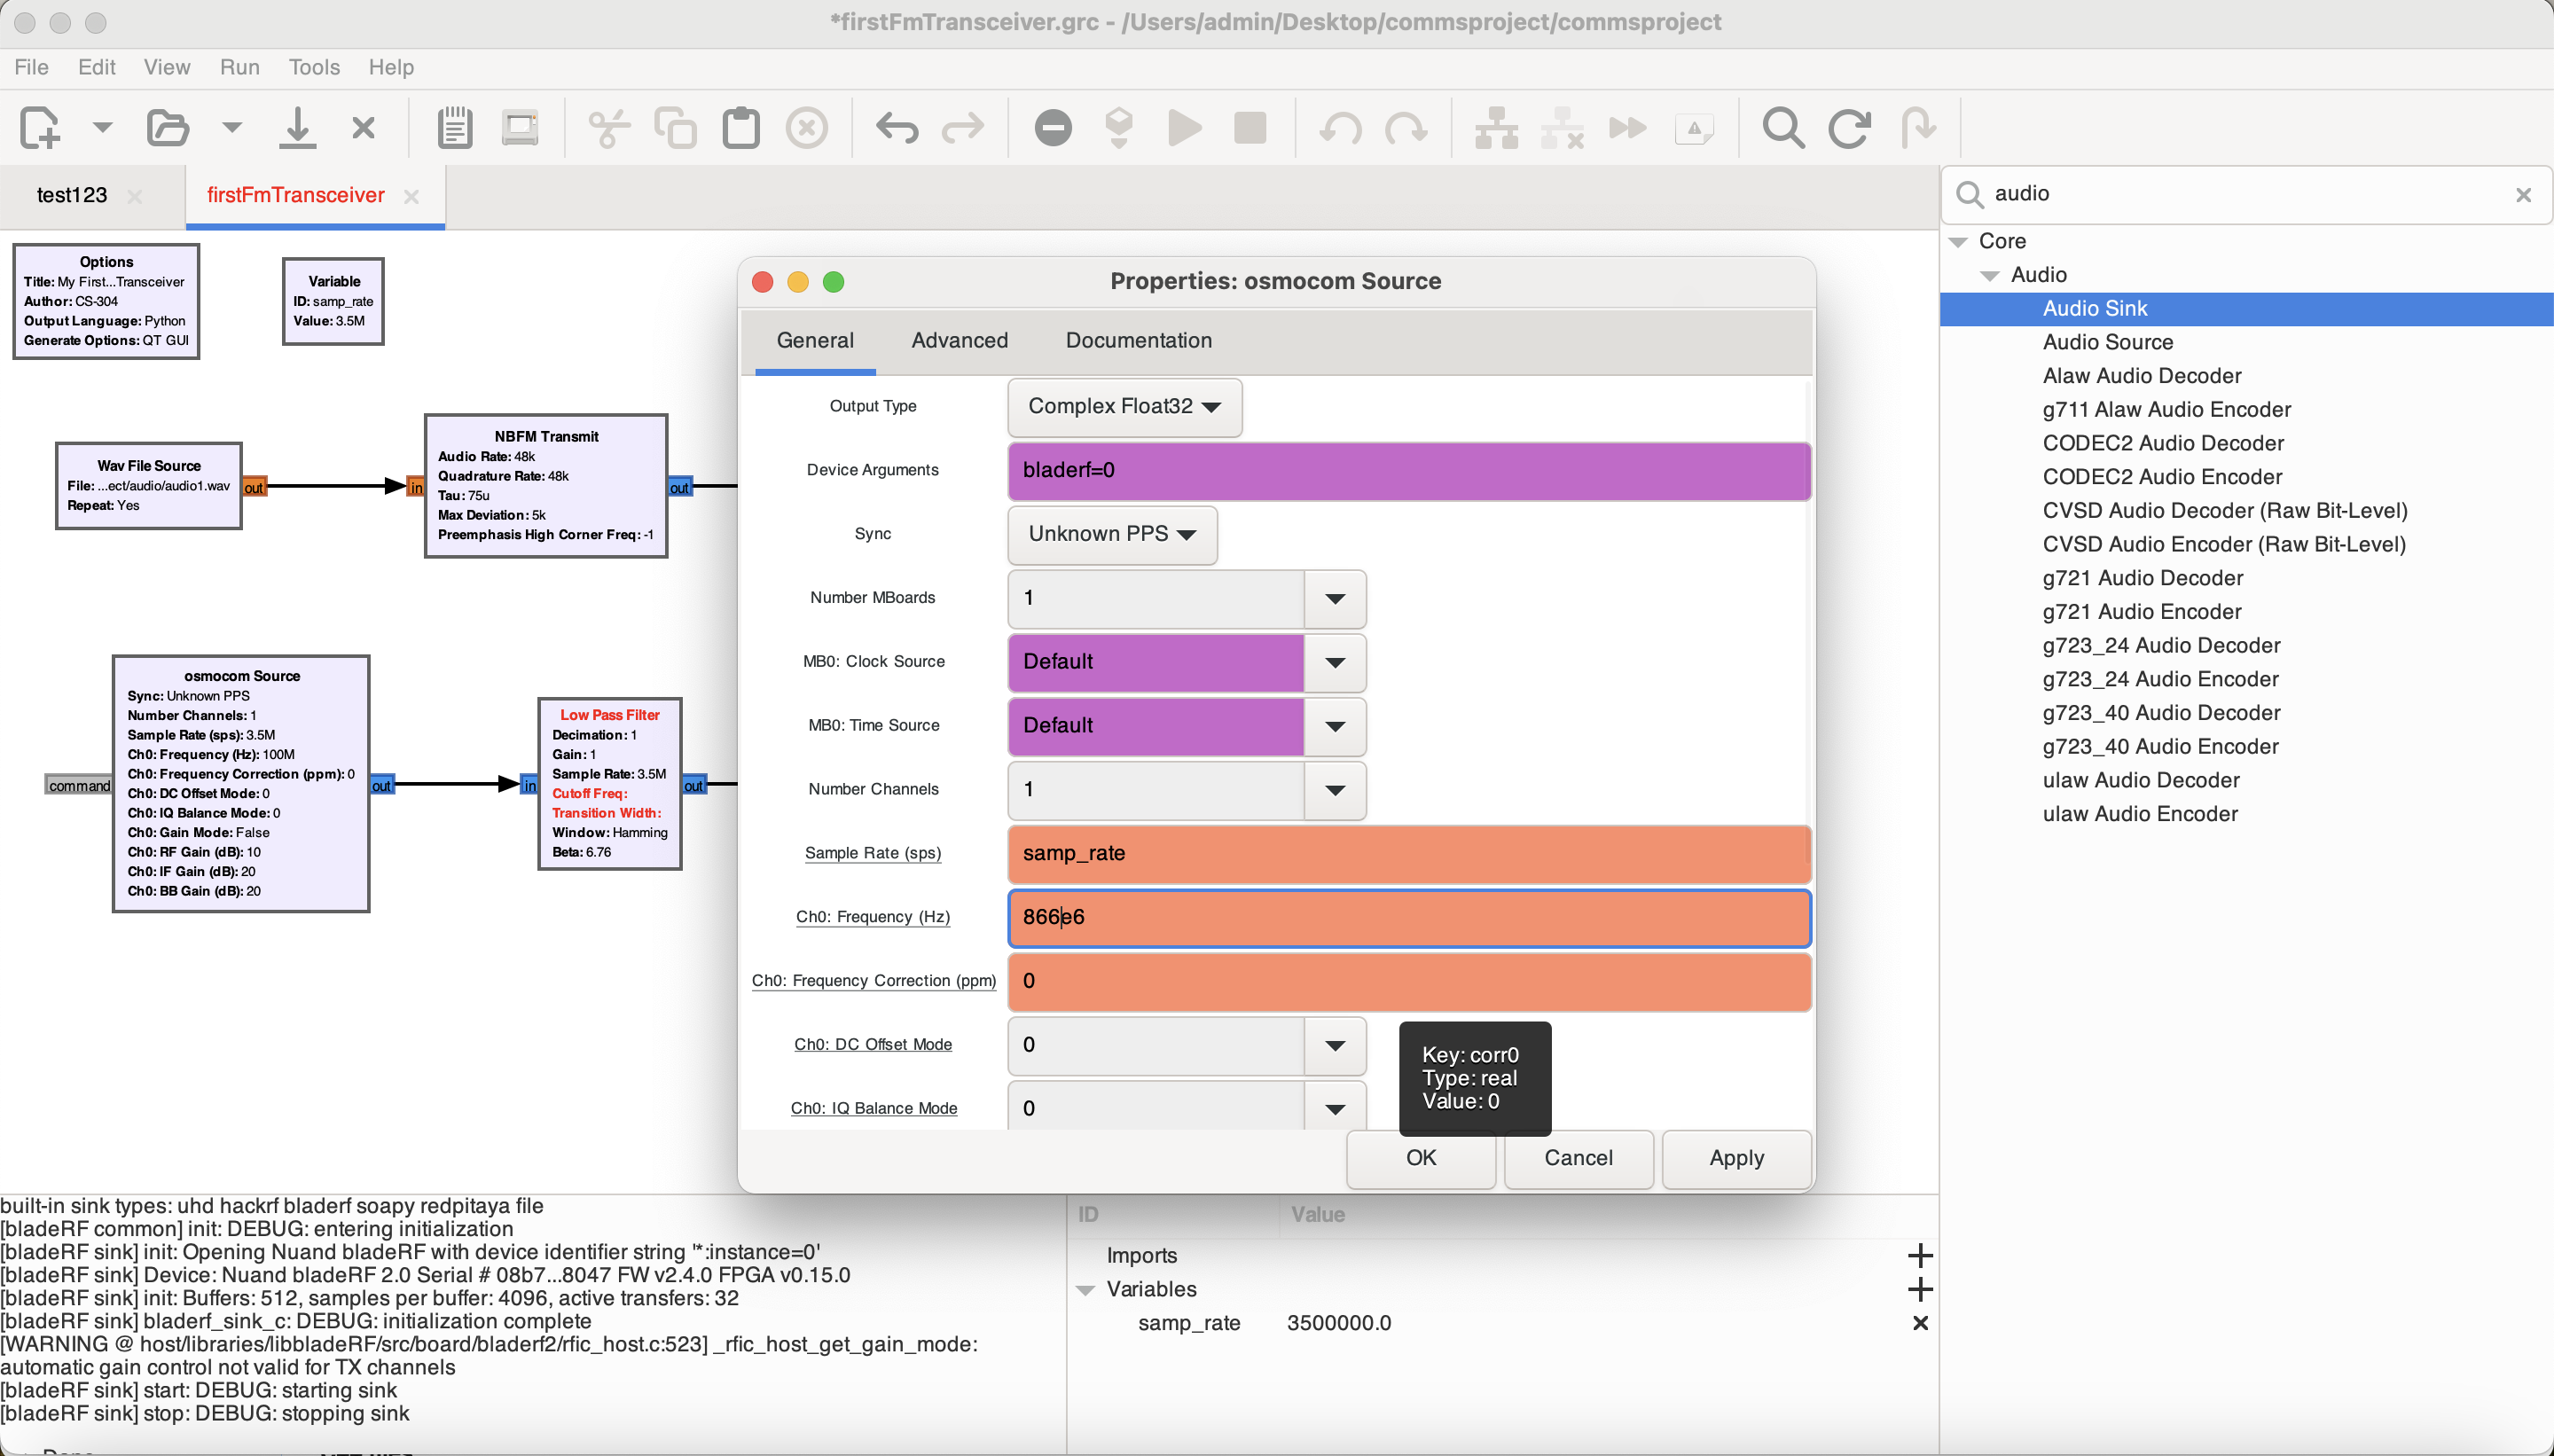 *firstFmTransceiver.grc - /Users/admin/Desktop/commsproject/commsproject
File Edit View Run Tools Help
test123
firstFmTransceiver
audio
Options
Title: My First...Transceiver
Author: CS-304
Output Language: Python
Generate Options: QT GUI
Variable
ID: samp_rate
Value: 3.5M
Wav File Source
File: ...ect/audio/audio1.wav
Repeat: Yes
out
in
NBFM Transmit
Audio Rate: 48k
Quadrature Rate: 48k
Tau: 75u
Max Deviation: 5k
Preemphasis High Corner Freq: -1
out
command
osmocom Source
Sync: Unknown PPS
Number Channels: 1
Sample Rate (sps): 3.5M
Ch0: Frequency (Hz): 100M
Ch0: Frequency Correction (ppm): 0
Ch0: DC Offset Mode: 0
Ch0: IQ Balance Mode: 0
Ch0: Gain Mode: False
Ch0: RF Gain (dB): 10
Ch0: IF Gain (dB): 20
Ch0: BB Gain (dB): 20
out
in
Low Pass Filter
Decimation: 1
Gain: 1
Sample Rate: 3.5M
Cutoff Freq:
Transition Width:
Window: Hamming
Beta: 6.76
out
Properties: osmocom Source
General Advanced Documentation
Output Type Complex Float32
Device Arguments bladerf=0
Sync Unknown PPS
Number MBoards 1
MB0: Clock Source Default
MB0: Time Source Default
Number Channels 1
Sample Rate (sps) samp_rate
Ch0: Frequency (Hz) 866e6
Ch0: Frequency Correction (ppm) 0
Ch0: DC Offset Mode 0
Ch0: IQ Balance Mode 0
Key: corr0
Type: real
Value: 0
OK Cancel Apply
Core
Audio
Audio Sink
Audio Source
Alaw Audio Decoder
g711 Alaw Audio Encoder
CODEC2 Audio Decoder
CODEC2 Audio Encoder
CVSD Audio Decoder (Raw Bit-Level)
CVSD Audio Encoder (Raw Bit-Level)
g721 Audio Decoder
g721 Audio Encoder
g723_24 Audio Decoder
g723_24 Audio Encoder
g723_40 Audio Decoder
g723_40 Audio Encoder
ulaw Audio Decoder
ulaw Audio Encoder
built-in sink types: uhd hackrf bladerf soapy redpitaya file
[bladeRF common] init: DEBUG: entering initialization
[bladeRF sink] init: Opening Nuand bladeRF with device identifier string '*:instance=0'
[bladeRF sink] Device: Nuand bladeRF 2.0 Serial # 08b7...8047 FW v2.4.0 FPGA v0.15.0
[bladeRF sink] init: Buffers: 512, samples per buffer: 4096, active transfers: 32
[bladeRF sink] bladerf_sink_c: DEBUG: initialization complete
[WARNING @ host/libraries/libbladeRF/src/board/bladerf2/rfic_host.c:523] _rfic_host_get_gain_mode:
automatic gain control not valid for TX channels
[bladeRF sink] start: DEBUG: starting sink
[bladeRF sink] stop: DEBUG: stopping sink
ID Value
Imports
Variables
samp_rate 3500000.0